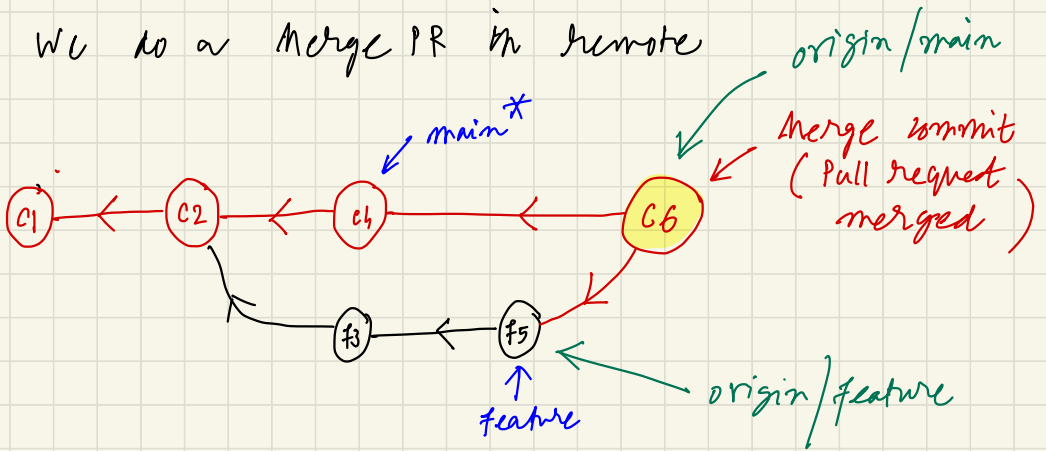 We do a Merge PR in remote
origin/main
main*
Merge commit
(Pull request
merged)
C1
C2
C4
C6
f3
f5
feature
origin/feature